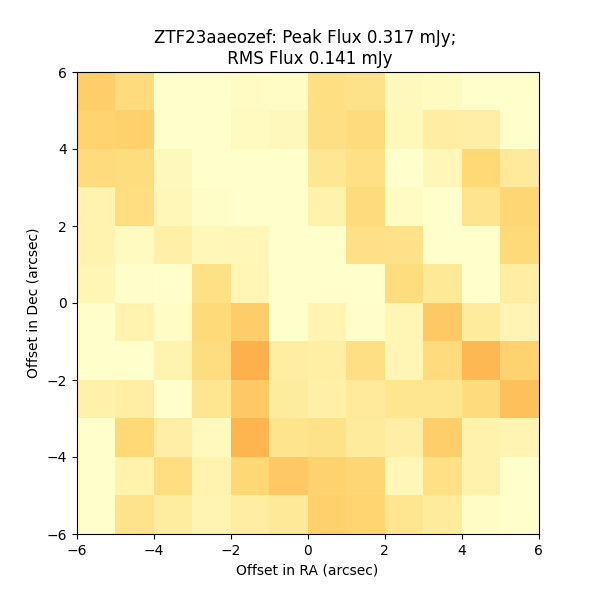 ZTF23aaeozef: Peak Flux 0.317 mJy;
RMS Flux 0.141 mJy
6
4
2
0
−2
−4
−6
Offset in Dec (arcsec)
−6 −4 −2 0 2 4 6
Offset in RA (arcsec)